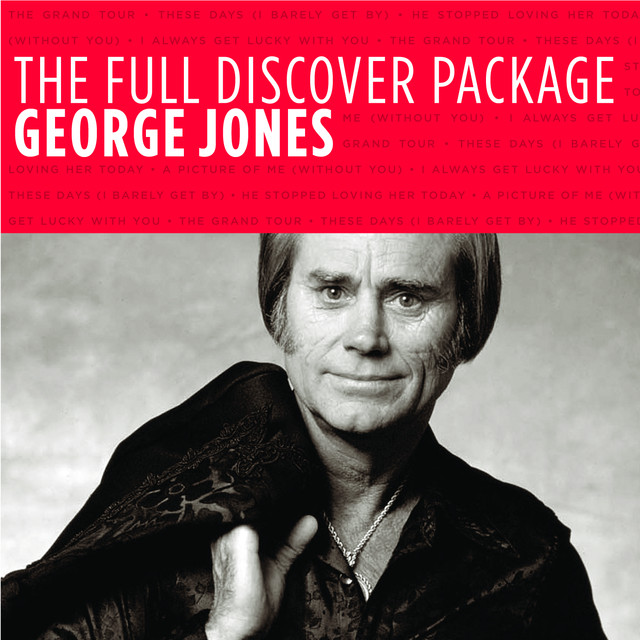 THE GRAND TOUR • THESE DAYS (I BARELY GET BY) • HE STOPPED LOVING HER TODA
(WITHOUT YOU) • I ALWAYS GET LUCKY WITH YOU • THE GRAND TOUR • THESE DAYS (I
THE FULL DISCOVER PACKAGE
ST
TO
GEORGE JONES
ME (WITHOUT YOU) • I ALWAYS GET LU
GRAND TOUR • THESE DAYS (I BARELY G
LOVING HER TODAY • A PICTURE OF ME (WITHOUT YOU) • I ALWAYS GET LUCKY WITH YOU
THESE DAYS (I BARELY GET BY) • HE STOPPED LOVING HER TODAY • A PICTURE OF ME (WIT
GET LUCKY WITH YOU • THE GRAND TOUR • THESE DAYS (I BARELY GET BY) • HE STOPPED